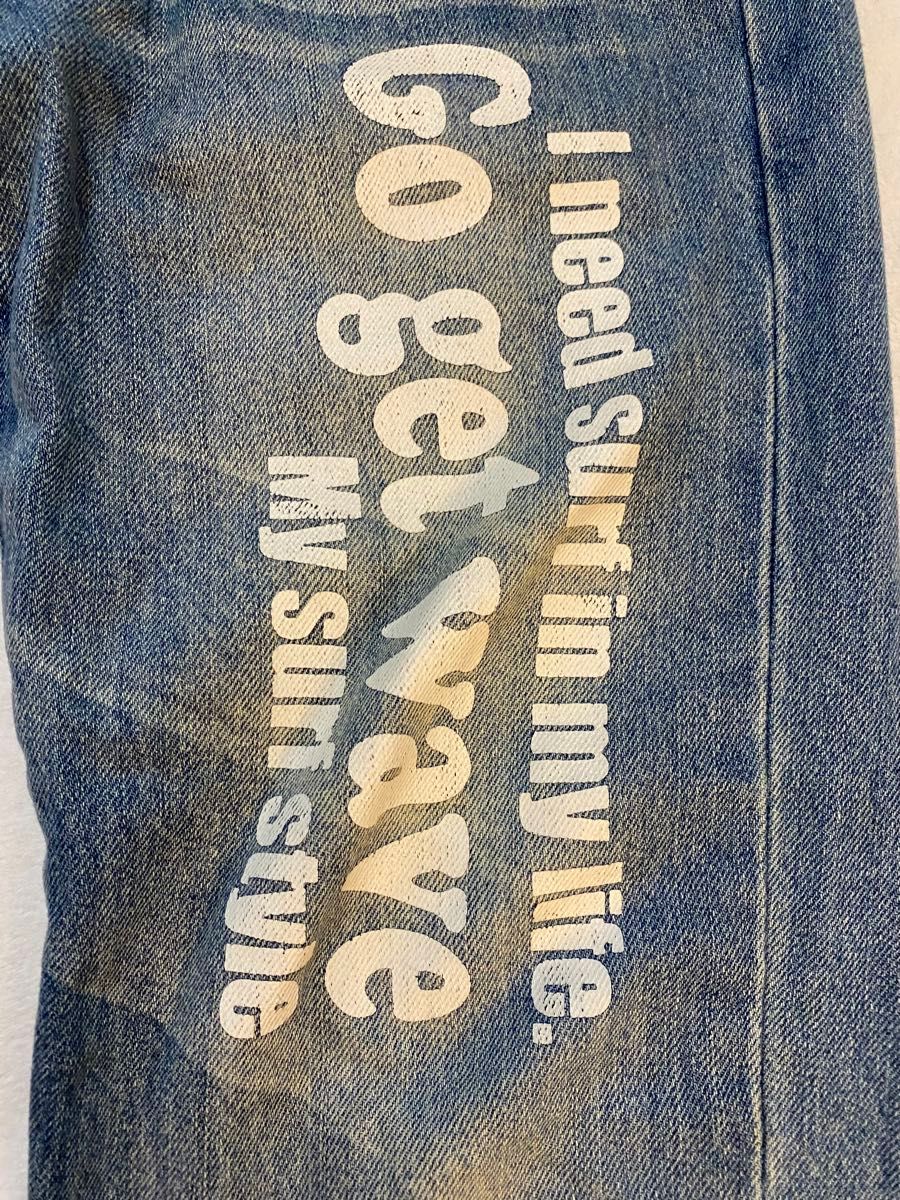 I need surf in my life.
Go get wave
My surf style